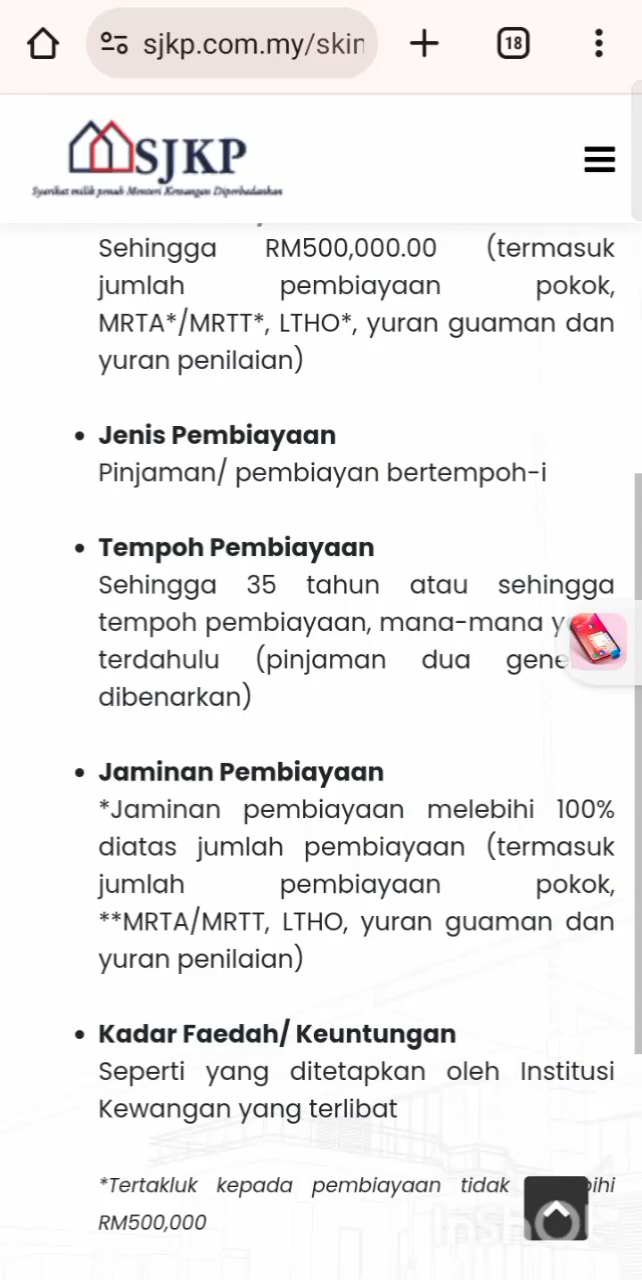 sjkp.com.my/skin
18
SJKP
Syarikat milik penuh Menteri Kewangan Diperbadankan
Sehingga RM500,000.00 (termasuk
jumlah pembiayaan pokok,
MRTA*/MRTT*, LTHO*, yuran guaman dan
yuran penilaian)
• Jenis Pembiayaan
Pinjaman/ pembiayan bertempoh-i
• Tempoh Pembiayaan
Sehingga 35 tahun atau sehingga
tempoh pembiayaan, mana-mana y
terdahulu (pinjaman dua gene
dibenarkan)
• Jaminan Pembiayaan
*Jaminan pembiayaan melebihi 100%
diatas jumlah pembiayaan (termasuk
jumlah pembiayaan pokok,
**MRTA/MRTT, LTHO, yuran guaman dan
yuran penilaian)
• Kadar Faedah/ Keuntungan
Seperti yang ditetapkan oleh Institusi
Kewangan yang terlibat
*Tertakluk kepada pembiayaan tidak bihi
RM500,000
InShOt